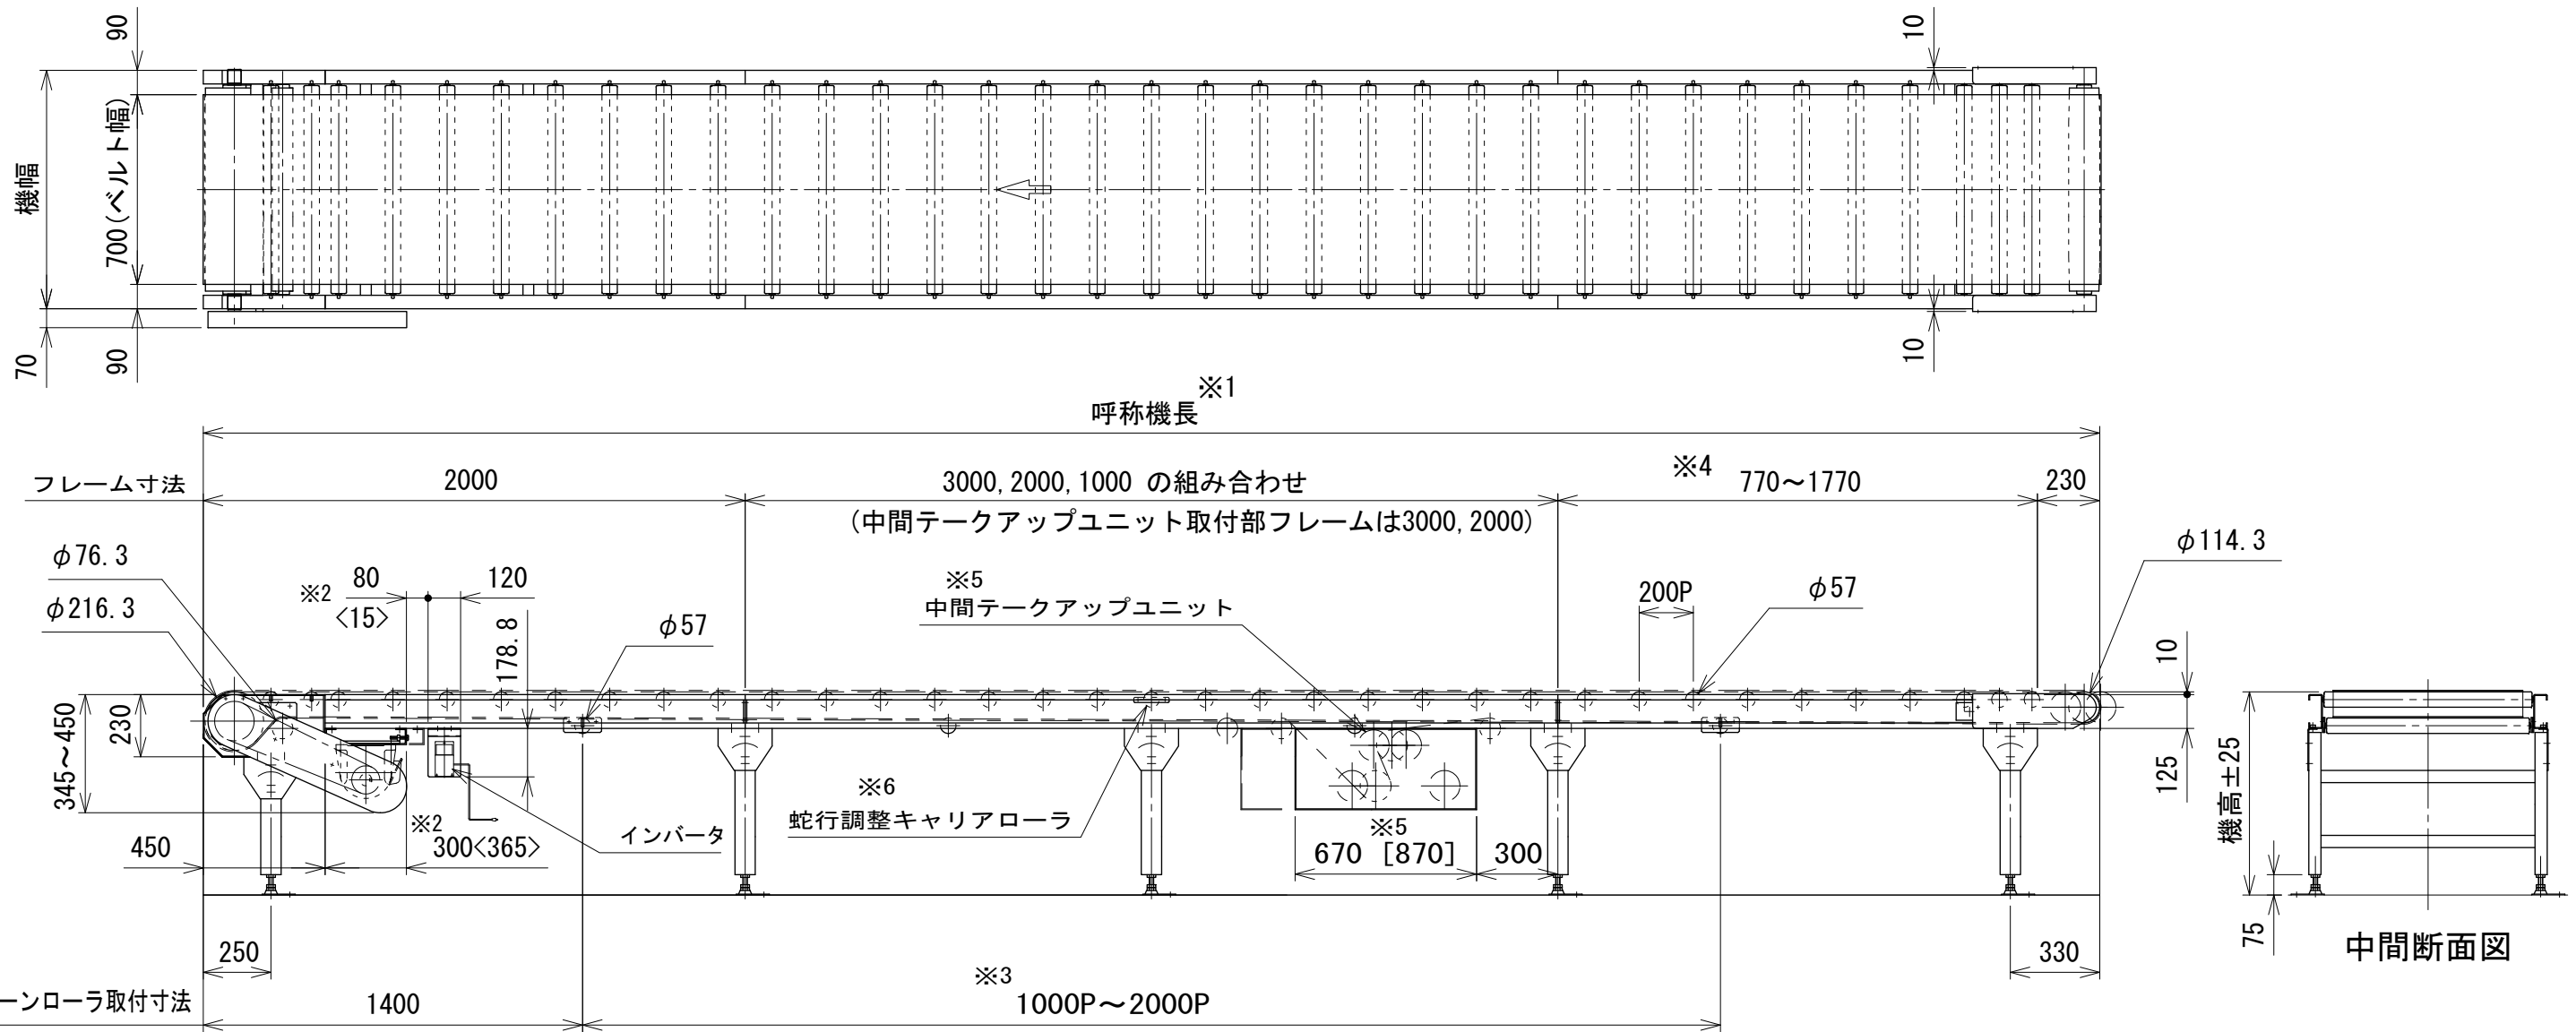 90
10
機幅
700(ベルト幅)
70
90
10
※1
呼称機長
フレーム寸法
2000
3000,2000,1000 の組み合わせ
(中間テークアップユニット取付部フレームは3000,2000)
※4
770～1770
230
φ76.3
φ216.3
※2
80
<15>
120
178.8
φ57
※5
中間テークアップユニット
200P
φ57
φ114.3
10
125
345～450
230
450
※2
300<365>
インバータ
※6
蛇行調整キャリアローラ
※5
670 [870]
300
機高±25
75
中間断面図
250
330
ーンローラ取付寸法
1400
※3
1000P～2000P